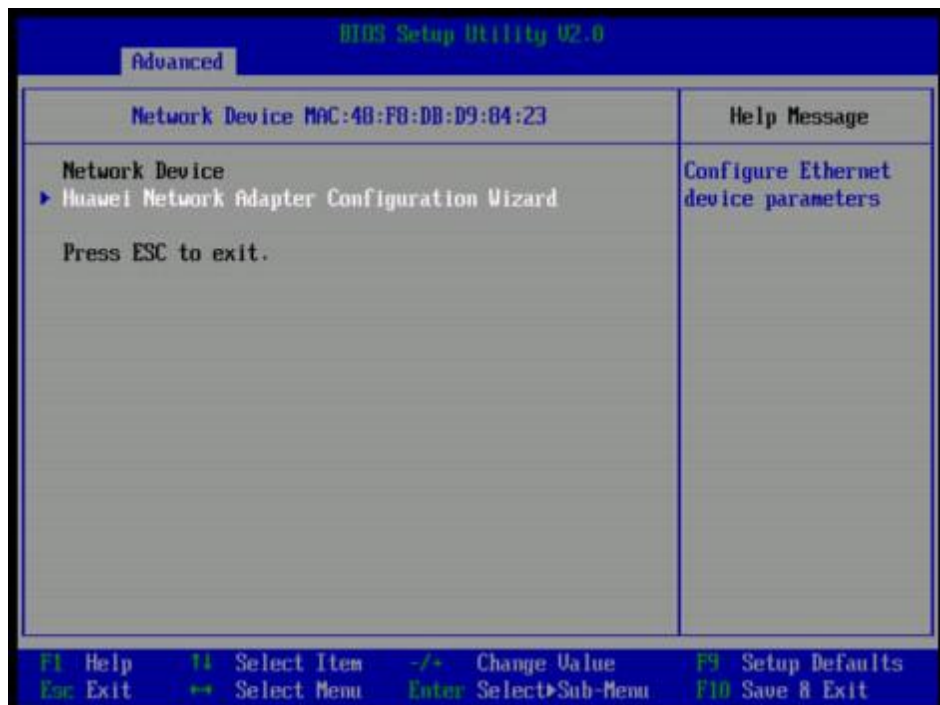 BIOS Setup Utility V2.0
Advanced
Network Device MAC:48:F8:DB:D9:84:23
Help Message
Network Device
Huawei Network Adapter Configuration Wizard
Press ESC to exit.
Configure Ethernet
device parameters
F1 Help ↑↓ Select Item -/+ Change Value F9 Setup Defaults
Esc Exit ←→ Select Menu Enter Select▶Sub-Menu F10 Save & Exit